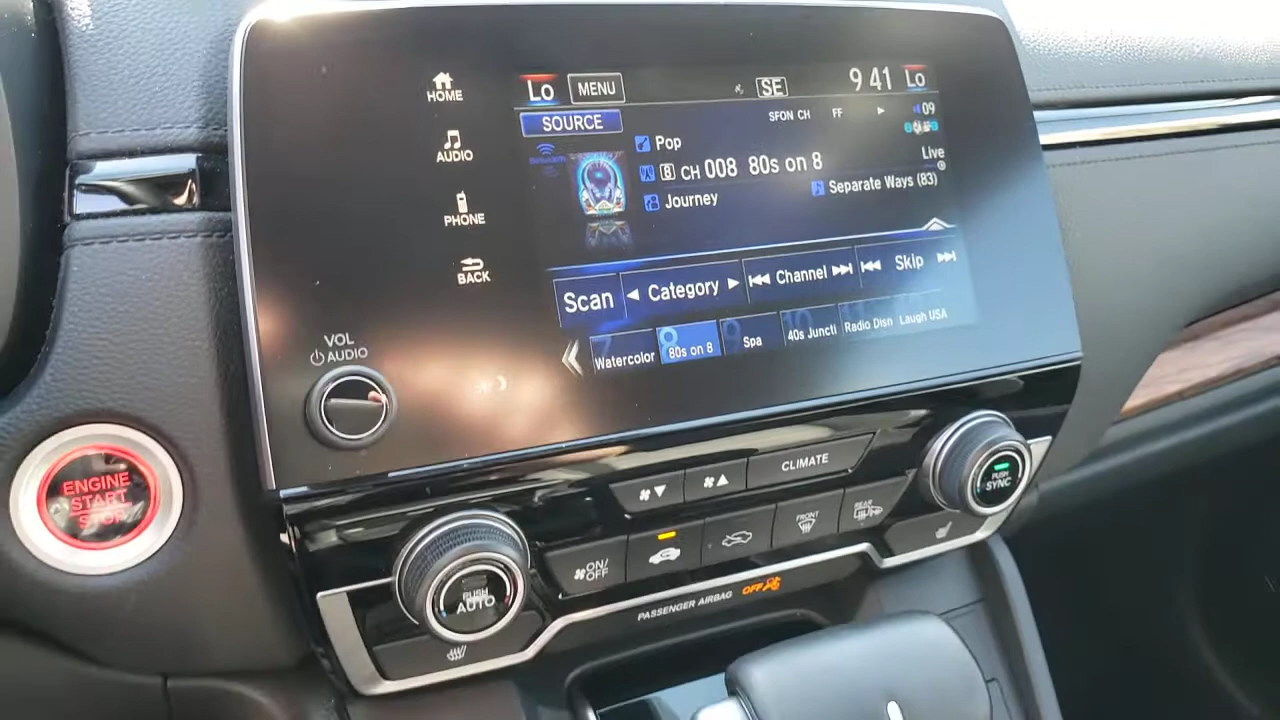 HOME
AUDIO
PHONE
BACK
Lo MENU SE 9 41 Lo
SOURCE SFON CH FF 09
Pop Live
8 CH 008 80s on 8
Journey Separate Ways (83)
Scan Category Channel Skip
Watercolor 80s on 8 Spa 40s Juncti Radio Disn Laugh USA
VOL
AUDIO
ENGINE
START
STOP
CLIMATE
ON/
OFF
FRONT
REAR
PUSH
SYNC
PUSH
AUTO
PASSENGER AIRBAG OFF